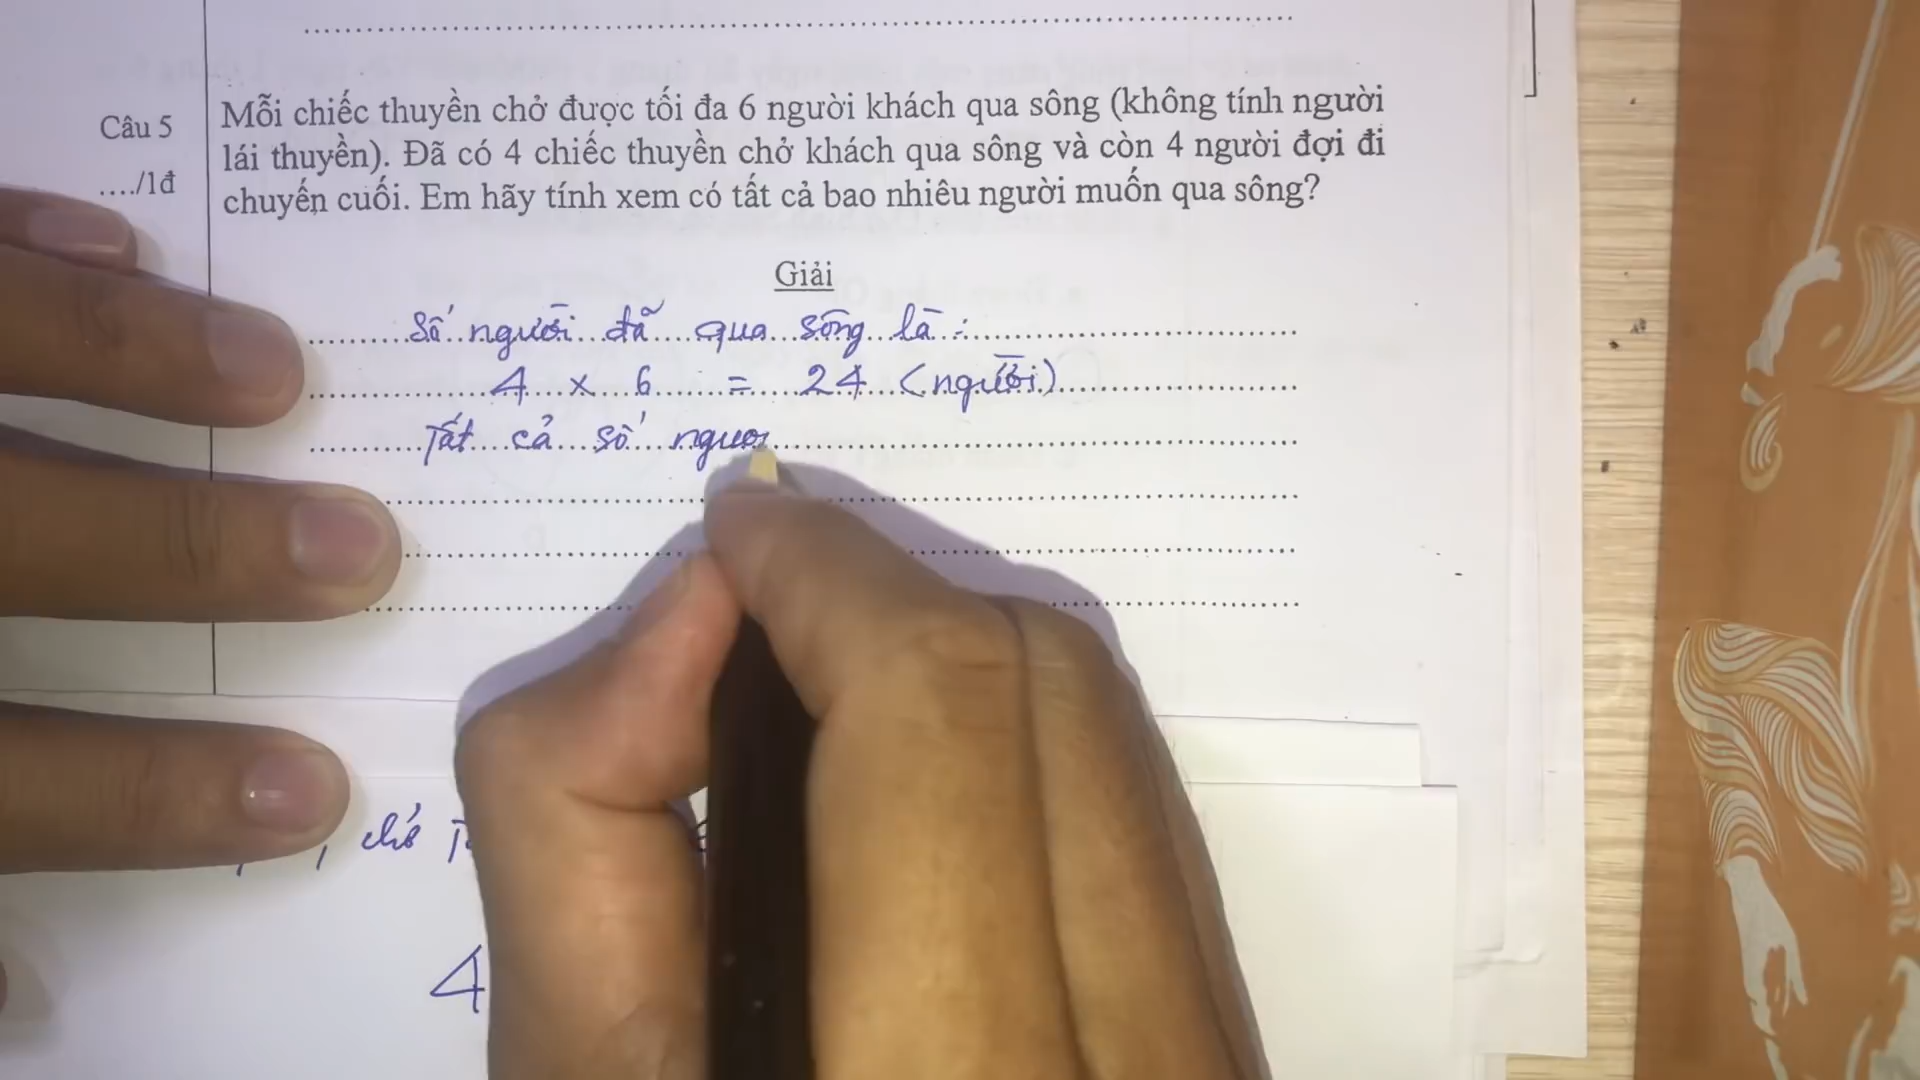 Câu 5
..../1đ
Mỗi chiếc thuyền chở được tối đa 6 người khách qua sông (không tính người
lái thuyền). Đã có 4 chiếc thuyền chở khách qua sông và còn 4 người đợi đi
chuyến cuối. Em hãy tính xem có tất cả bao nhiêu người muốn qua sông?
Giải
Số người đã qua sông là :
4 x 6 = 24 (người)
Tất cả số nguơ
chở
4